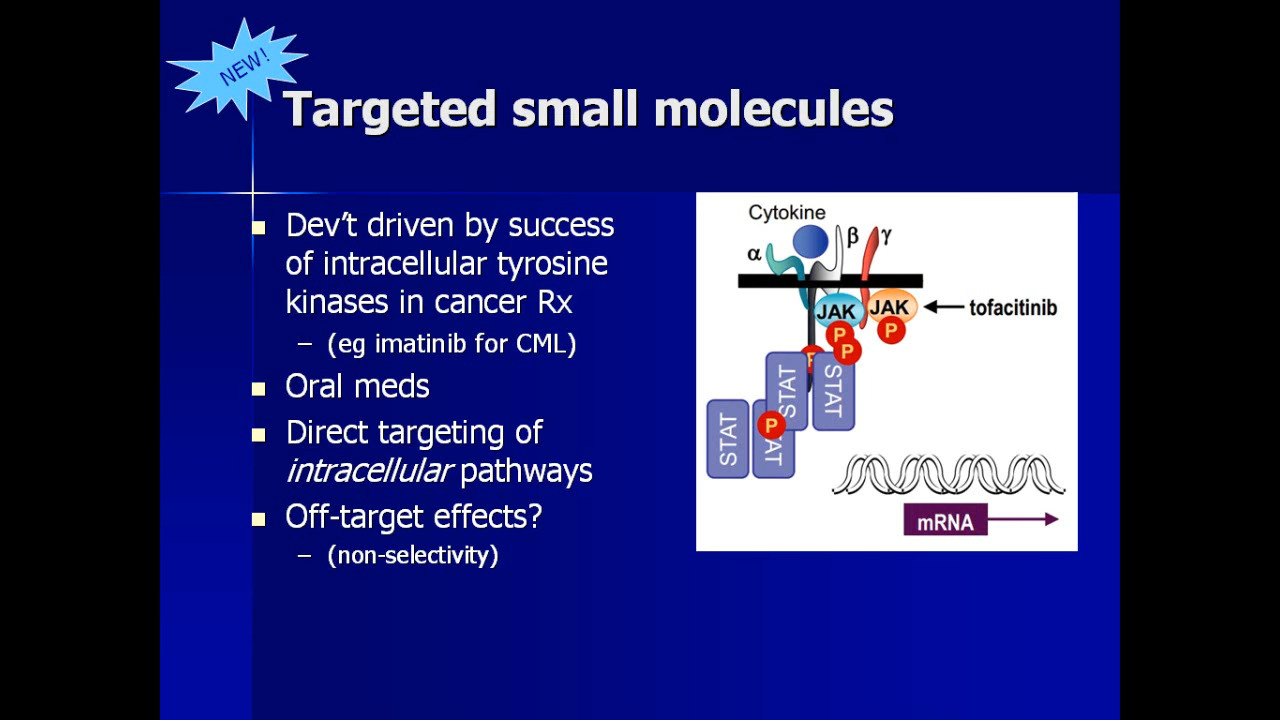 NEW!
Targeted small molecules
■ Dev't driven by success
of intracellular tyrosine
kinases in cancer Rx
– (eg imatinib for CML)
■ Oral meds
■ Direct targeting of
intracellular pathways
■ Off-target effects?
– (non-selectivity)
Cytokine
α
β
γ
JAK
JAK
tofacitinib
P
P
P
P
STAT
STAT
STAT
TAT
P
mRNA